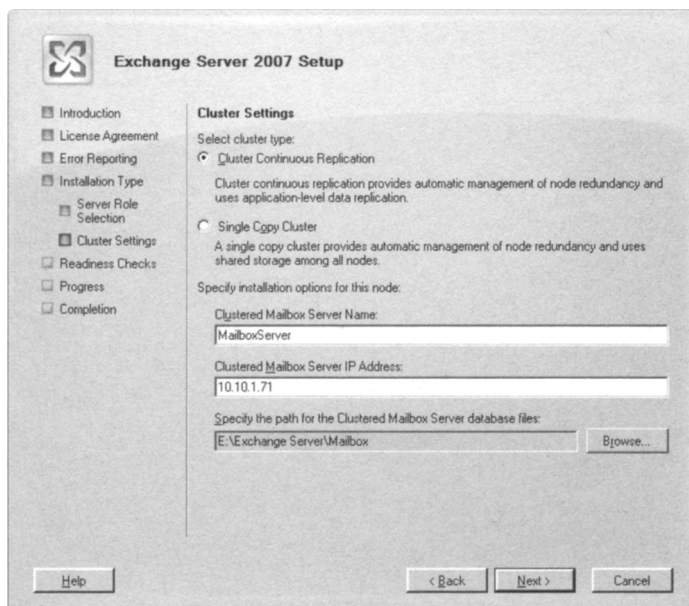 Exchange Server 2007 Setup
Introduction
License Agreement
Error Reporting
Installation Type
Server Role
Selection
Cluster Settings
Readiness Checks
Progress
Completion
Cluster Settings
Select cluster type:
Cluster Continuous Replication
Cluster continuous replication provides automatic management of node redundancy and
uses application-level data replication.
Single Copy Cluster
A single copy cluster provides automatic management of node redundancy and uses
shared storage among all nodes.
Specify installation options for this node:
Clustered Mailbox Server Name:
MailboxServer
Clustered Mailbox Server IP Address:
10.10.1.71
Specify the path for the Clustered Mailbox Server database files:
E:\Exchange Server\Mailbox
Browse...
Help
< Back
Next >
Cancel